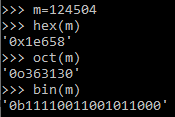 >>> m=124504
>>> hex(m)
'0x1e658'
>>> oct(m)
'0o363130'
>>> bin(m)
'0b11110011001011000'